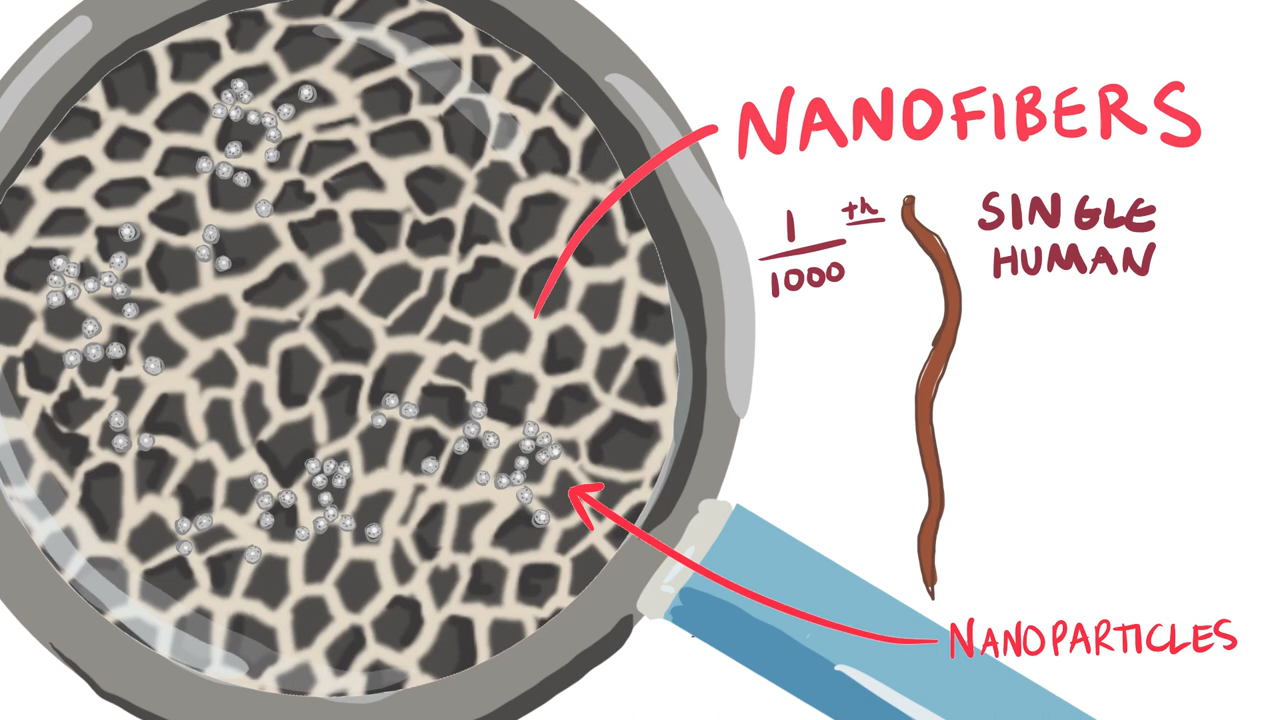 NANOFIBERS
1 th
1000
SINGLE
HUMAN
NANOPARTICLES